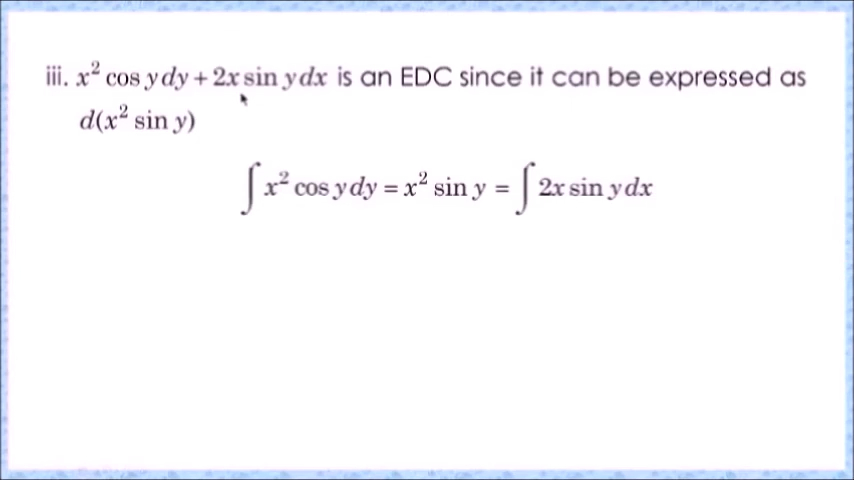 iii. x² cos y dy + 2x sin y dx is an EDC since it can be expressed as
d(x² sin y)
∫ x² cos y dy = x² sin y = ∫ 2x sin y dx